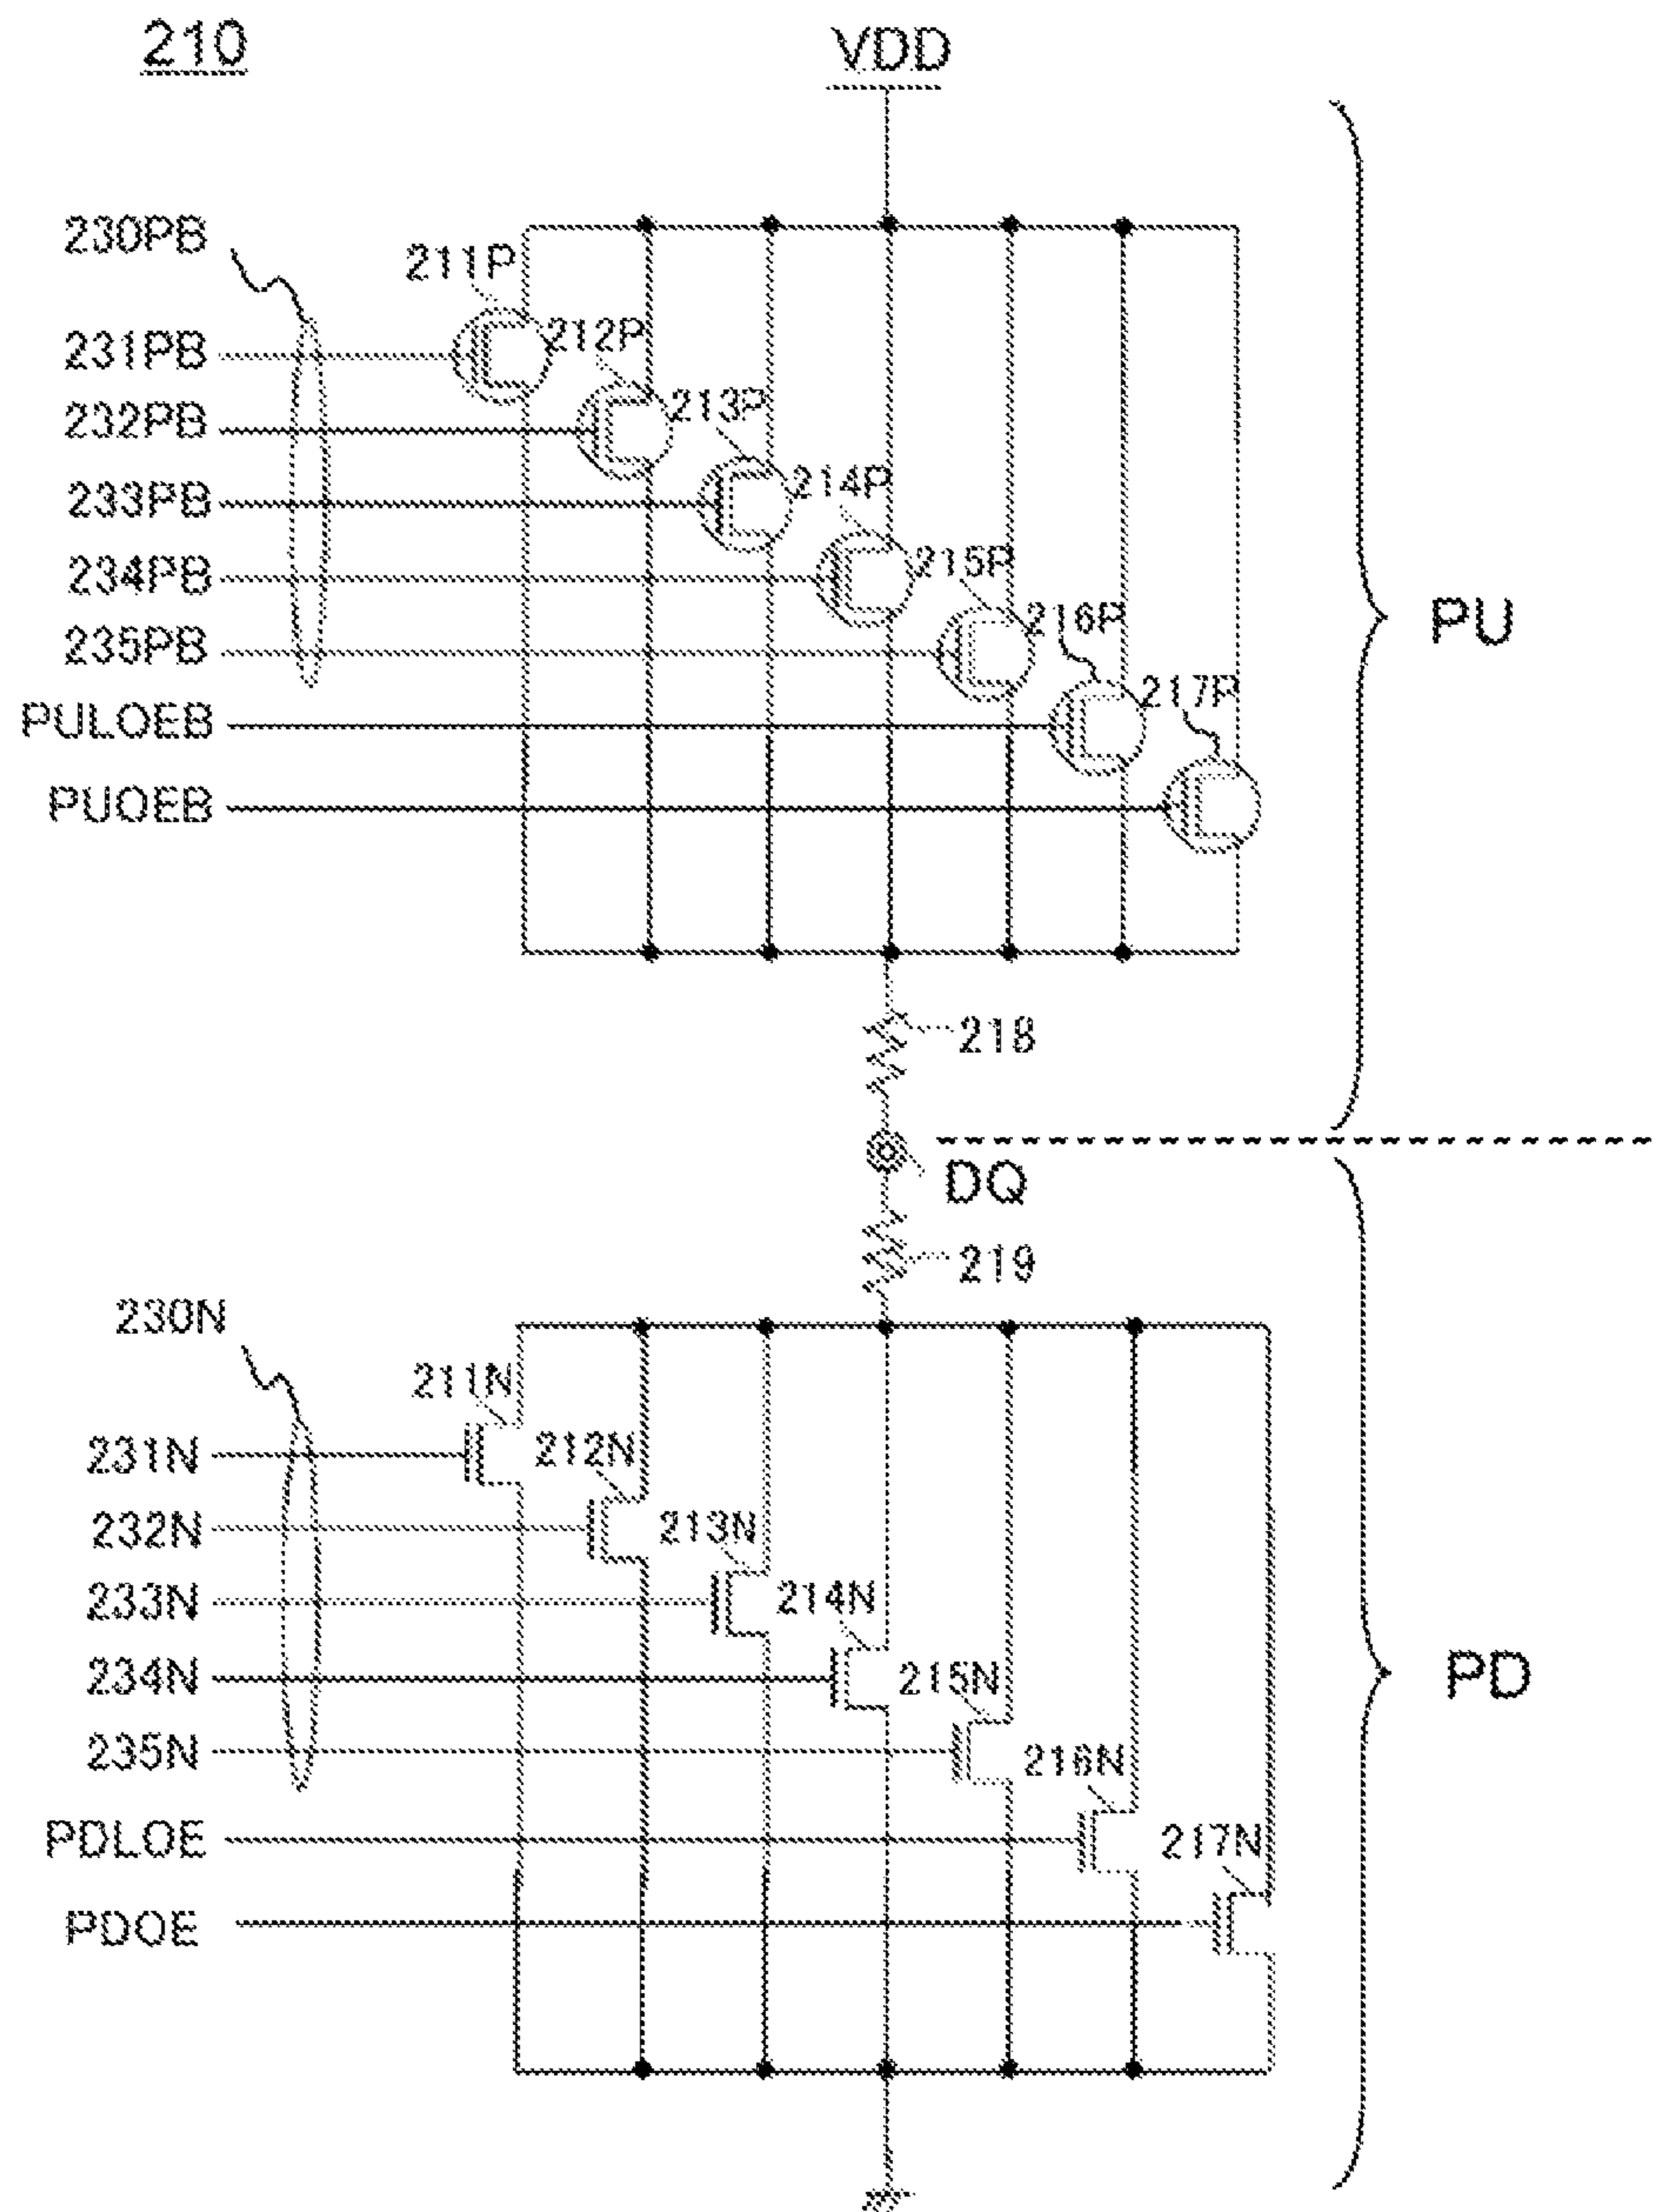 210
VDD
230PB
211P
231PB
212P
232PB
213P
233PB
214P
234PB
215P
235PB
216P
PU
PULOEB
217P
PUOEB
218
DQ
219
230N
211N
231N
212N
232N
213N
233N
214N
234N
215N
PD
235N
216N
PDLOE
217N
PDOE